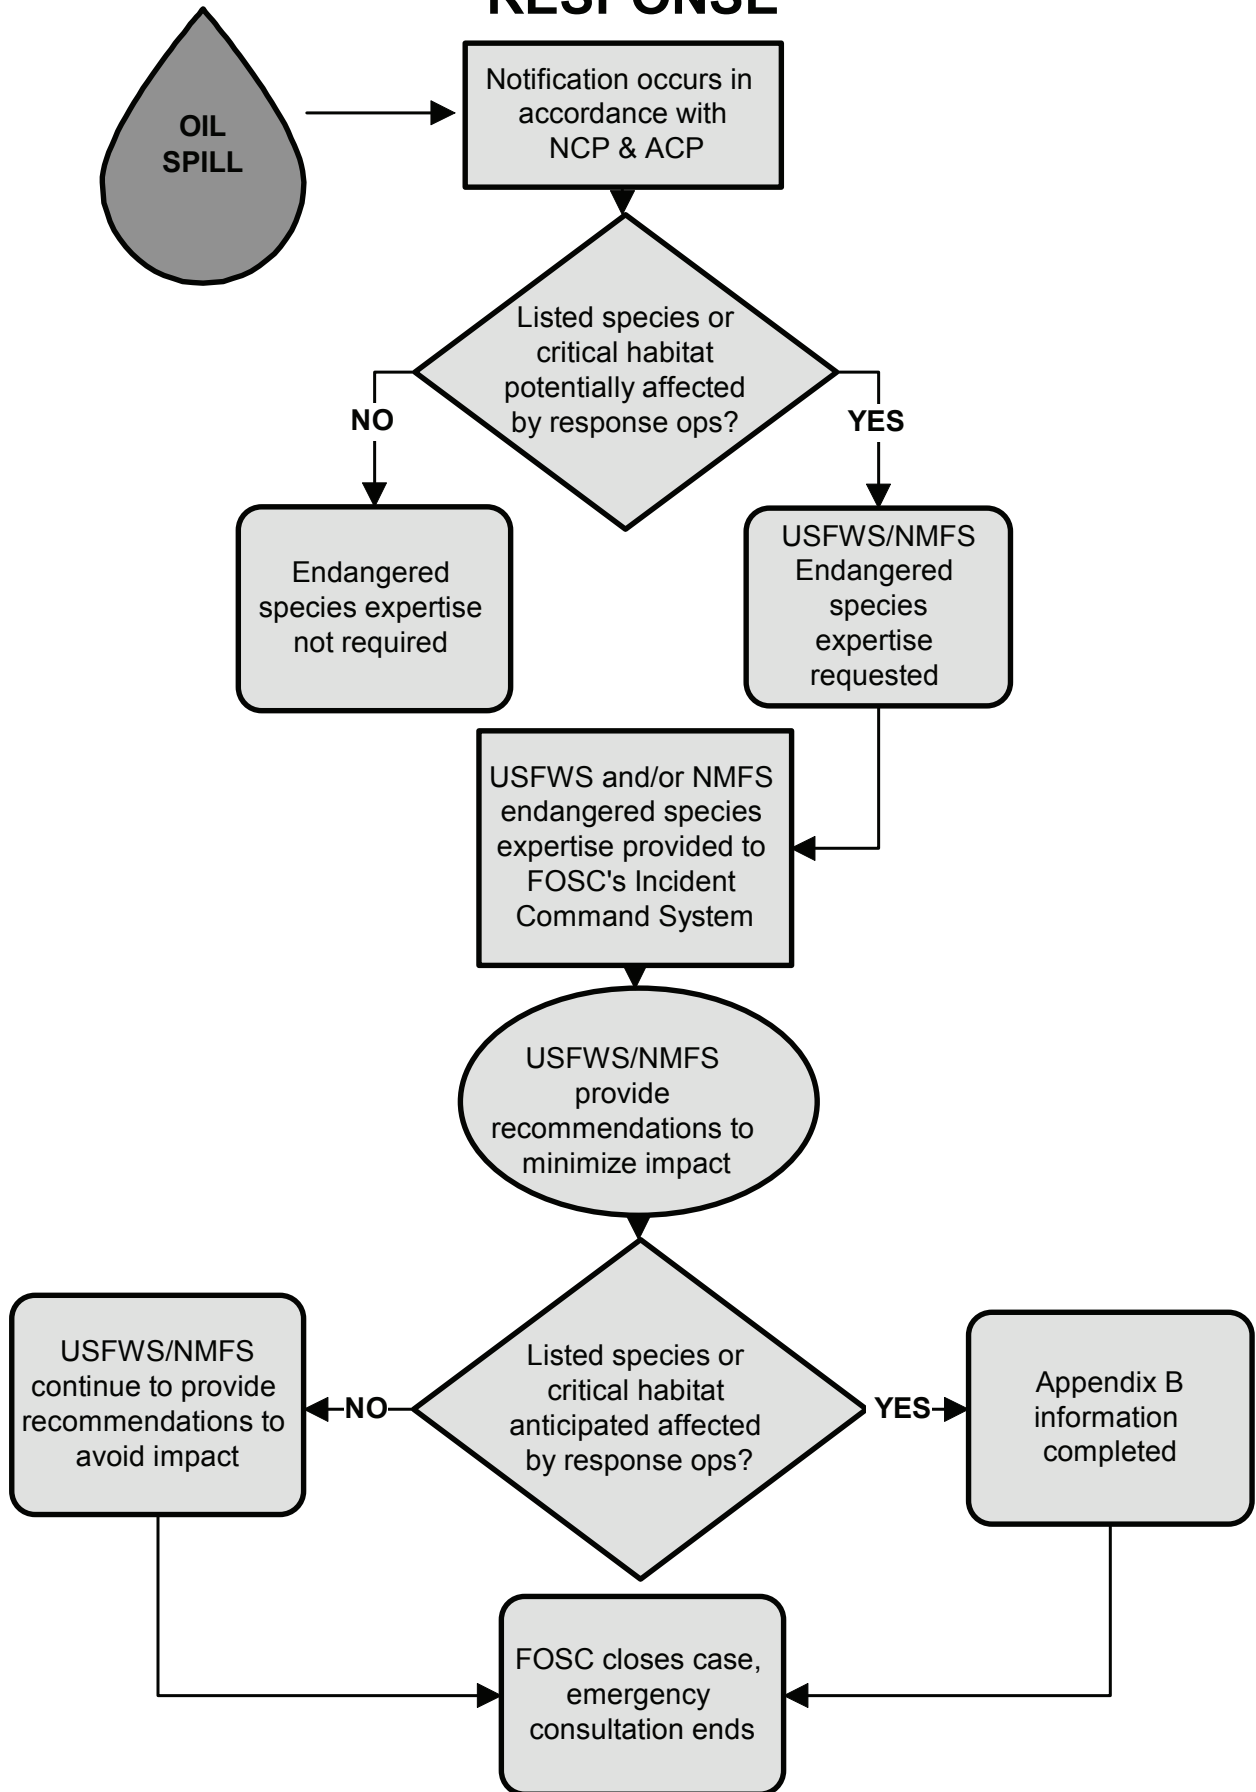 RESPONSE
OIL
SPILL
Notification occurs in
accordance with
NCP & ACP
Listed species or
critical habitat
potentially affected
by response ops?
NO
YES
Endangered
species expertise
not required
USFWS/NMFS
Endangered
species
expertise
requested
USFWS and/or NMFS
endangered species
expertise provided to
FOSC's Incident
Command System
USFWS/NMFS
provide
recommendations to
minimize impact
Listed species or
critical habitat
anticipated affected
by response ops?
NO
YES
USFWS/NMFS
continue to provide
recommendations to
avoid impact
Appendix B
information
completed
FOSC closes case,
emergency
consultation ends